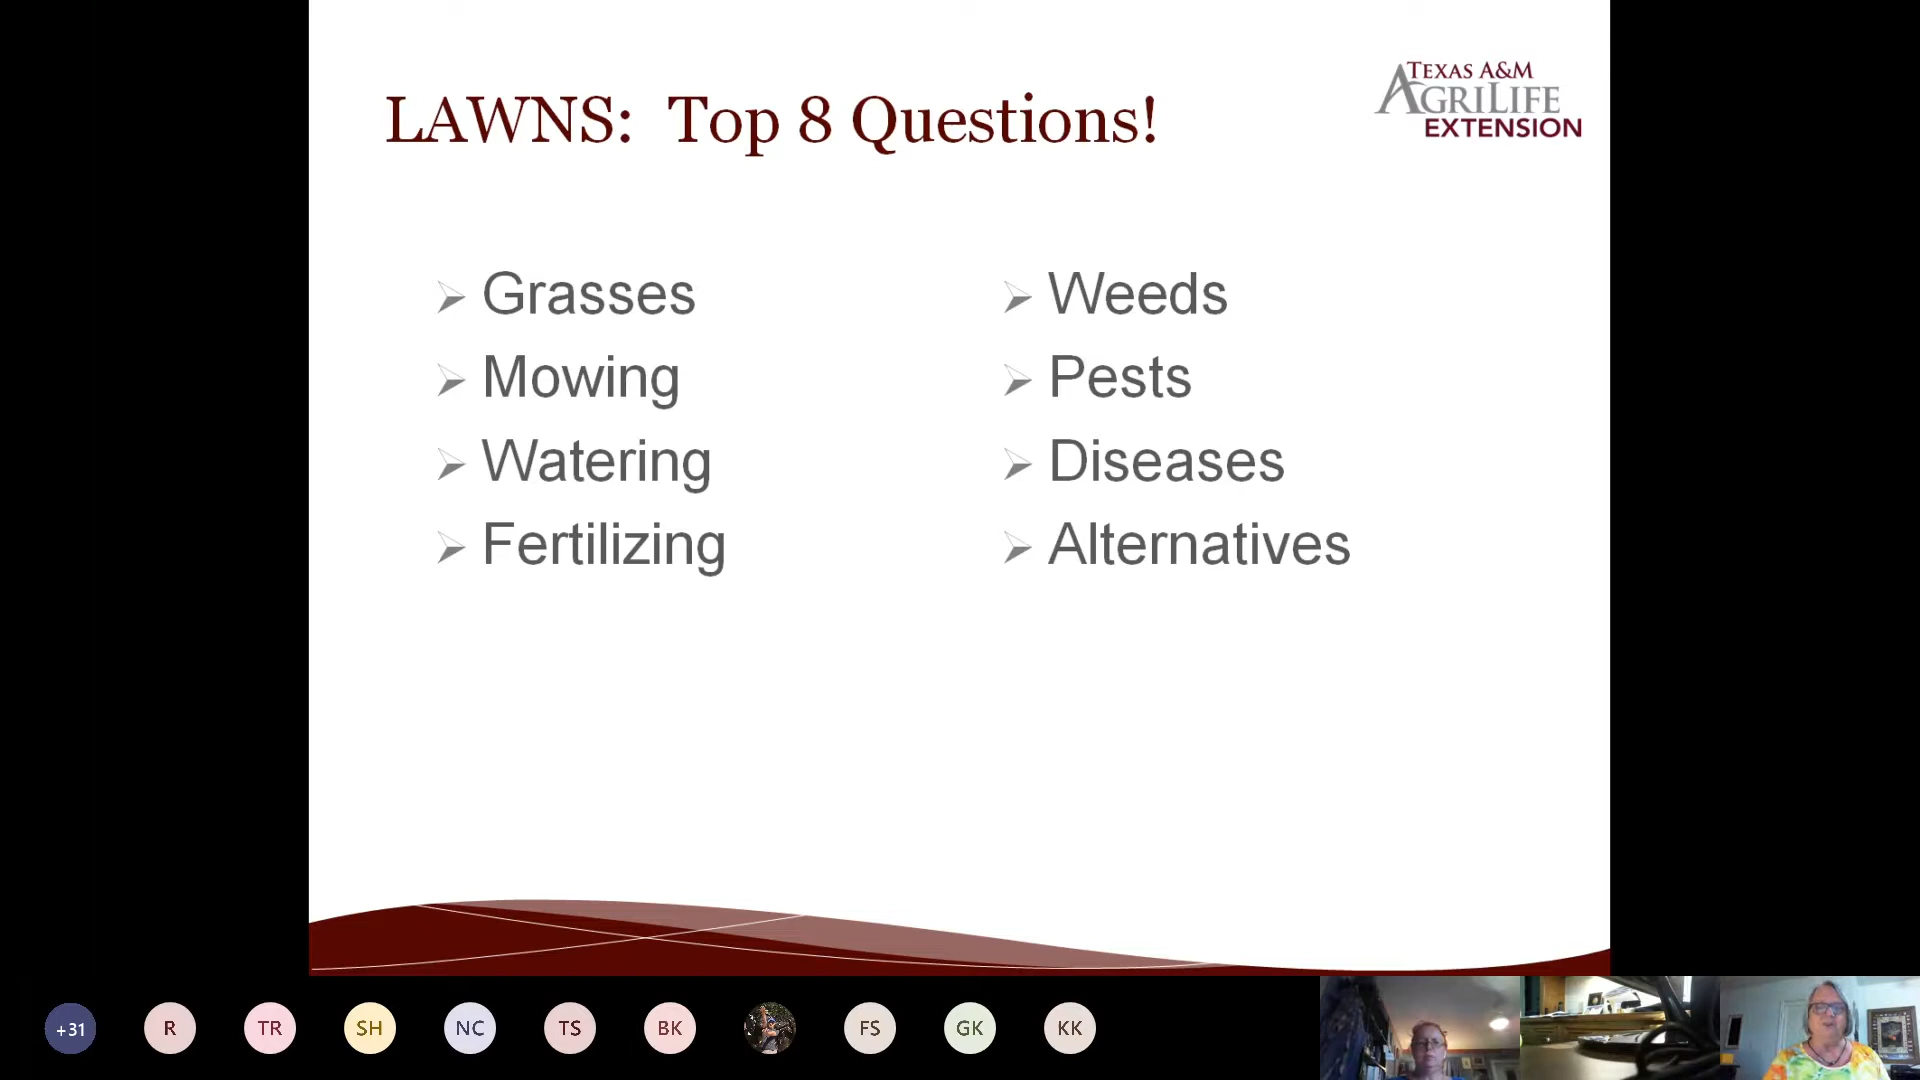 LAWNS: Top 8 Questions!
TEXAS A&M
AGRILIFE
EXTENSION
Grasses
Mowing
Watering
Fertilizing
Weeds
Pests
Diseases
Alternatives
+31
R
TR
SH
NC
TS
BK
FS
GK
KK